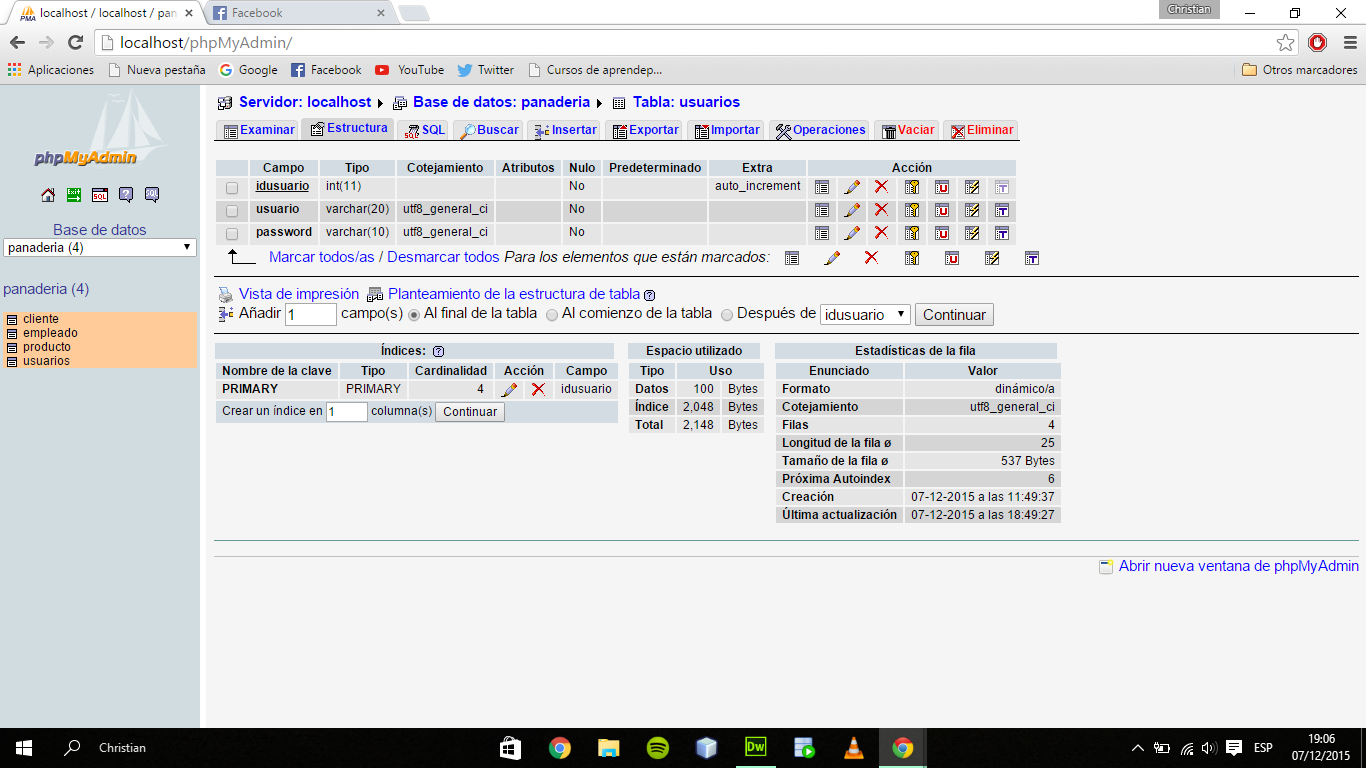 localhost / localhost / pan
Facebook
Christian
localhost/phpMyAdmin/
Aplicaciones Nueva pestaña Google Facebook YouTube Twitter Cursos de aprendep... Otros marcadores
phpMyAdmin
SQL
Base de datos
panaderia (4)
panaderia (4)
cliente
empleado
producto
usuarios
Servidor: localhost Base de datos: panaderia Tabla: usuarios
Examinar Estructura SQL Buscar Insertar Exportar Importar Operaciones Vaciar Eliminar
Campo Tipo Cotejamiento Atributos Nulo Predeterminado Extra Acción
idusuario int(11) No auto_increment
usuario varchar(20) utf8_general_ci No
password varchar(10) utf8_general_ci No
Marcar todos/as / Desmarcar todos Para los elementos que están marcados:
Vista de impresión Planteamiento de la estructura de tabla
Añadir 1 campo(s) Al final de la tabla Al comienzo de la tabla Después de idusuario Continuar
Índices:
Nombre de la clave Tipo Cardinalidad Acción Campo
PRIMARY PRIMARY 4 idusuario
Crear un índice en 1 columna(s) Continuar
Espacio utilizado
Tipo Uso
Datos 100 Bytes
Índice 2,048 Bytes
Total 2,148 Bytes
Estadísticas de la fila
Enunciado Valor
Formato dinámico/a
Cotejamiento utf8_general_ci
Filas 4
Longitud de la fila ø 25
Tamaño de la fila ø 537 Bytes
Próxima Autoindex 6
Creación 07-12-2015 a las 11:49:37
Última actualización 07-12-2015 a las 18:49:27
Abrir nueva ventana de phpMyAdmin
Christian
Dw
ESP
19:06
07/12/2015